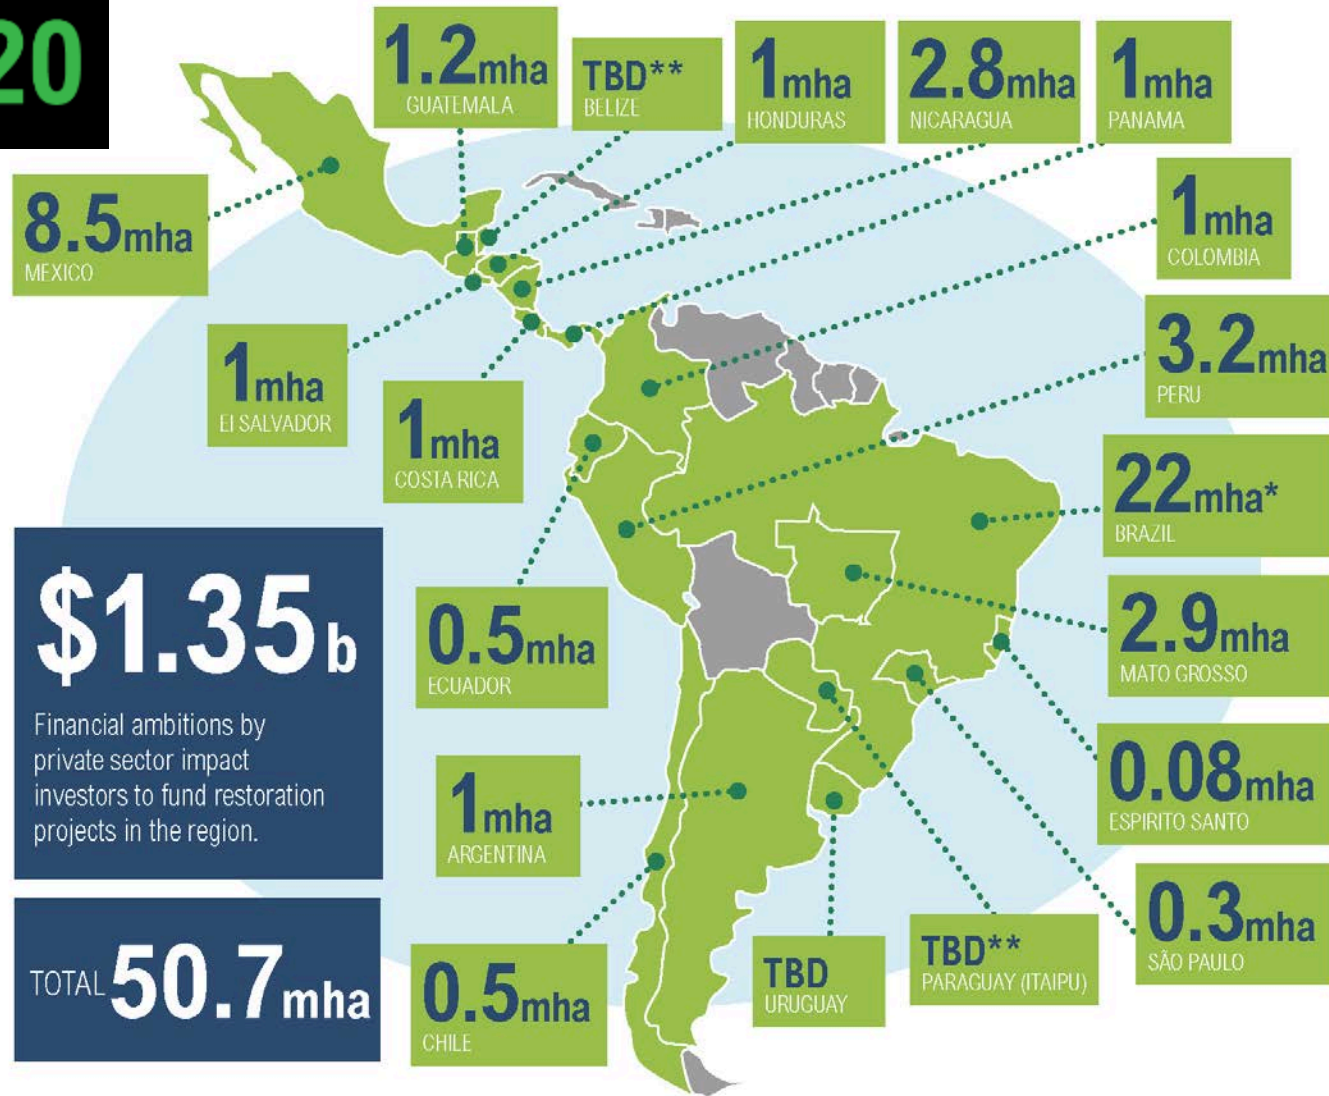 20
1.2mha
GUATEMALA
TBD**
BELIZE
1mha
HONDURAS
2.8mha
NICARAGUA
1mha
PANAMA
8.5mha
MEXICO
1mha
COLOMBIA
1mha
El SALVADOR
1mha
COSTA RICA
3.2mha
PERU
22mha*
BRAZIL
$1.35b
Financial ambitions by
private sector impact
investors to fund restoration
projects in the region.
0.5mha
ECUADOR
2.9mha
MATO GROSSO
1mha
ARGENTINA
0.08mha
ESPIRITO SANTO
TOTAL 50.7mha
0.5mha
CHILE
TBD
URUGUAY
TBD**
PARAGUAY (ITAIPU)
0.3mha
SÃO PAULO